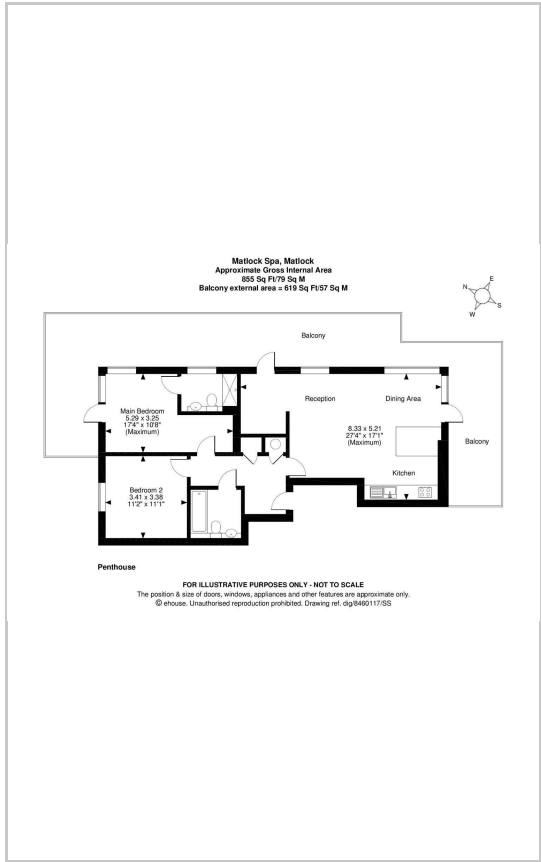 Matlock Spa, Matlock
Approximate Gross Internal Area
855 Sq Ft/79 Sq M
Balcony external area = 619 Sq Ft/57 Sq M
N
E
S
W
Balcony
Main Bedroom
5.29 x 3.25
17'4" x 10'8"
(Maximum)
Reception
Dining Area
8.33 x 5.21
27'4" x 17'1"
(Maximum)
Balcony
Kitchen
Bedroom 2
3.41 x 3.38
11'2" x 11'1"
Penthouse
FOR ILLUSTRATIVE PURPOSES ONLY - NOT TO SCALE
The position & size of doors, windows, appliances and other features are approximate only.
© ehouse. Unauthorised reproduction prohibited. Drawing ref. dig/8460117/SS